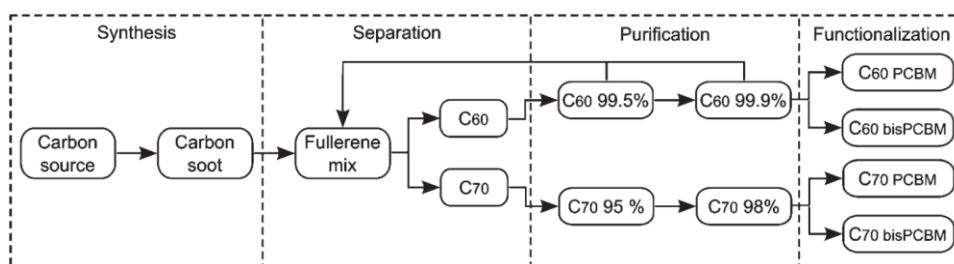 Synthesis
Separation
Purification
Functionalization
Carbon
source
Carbon
soot
Fullerene
mix
C60
C70
C60 99.5%
C60 99.9%
C70 95 %
C70 98%
C60 PCBM
C60 bisPCBM
C70 PCBM
C70 bisPCBM